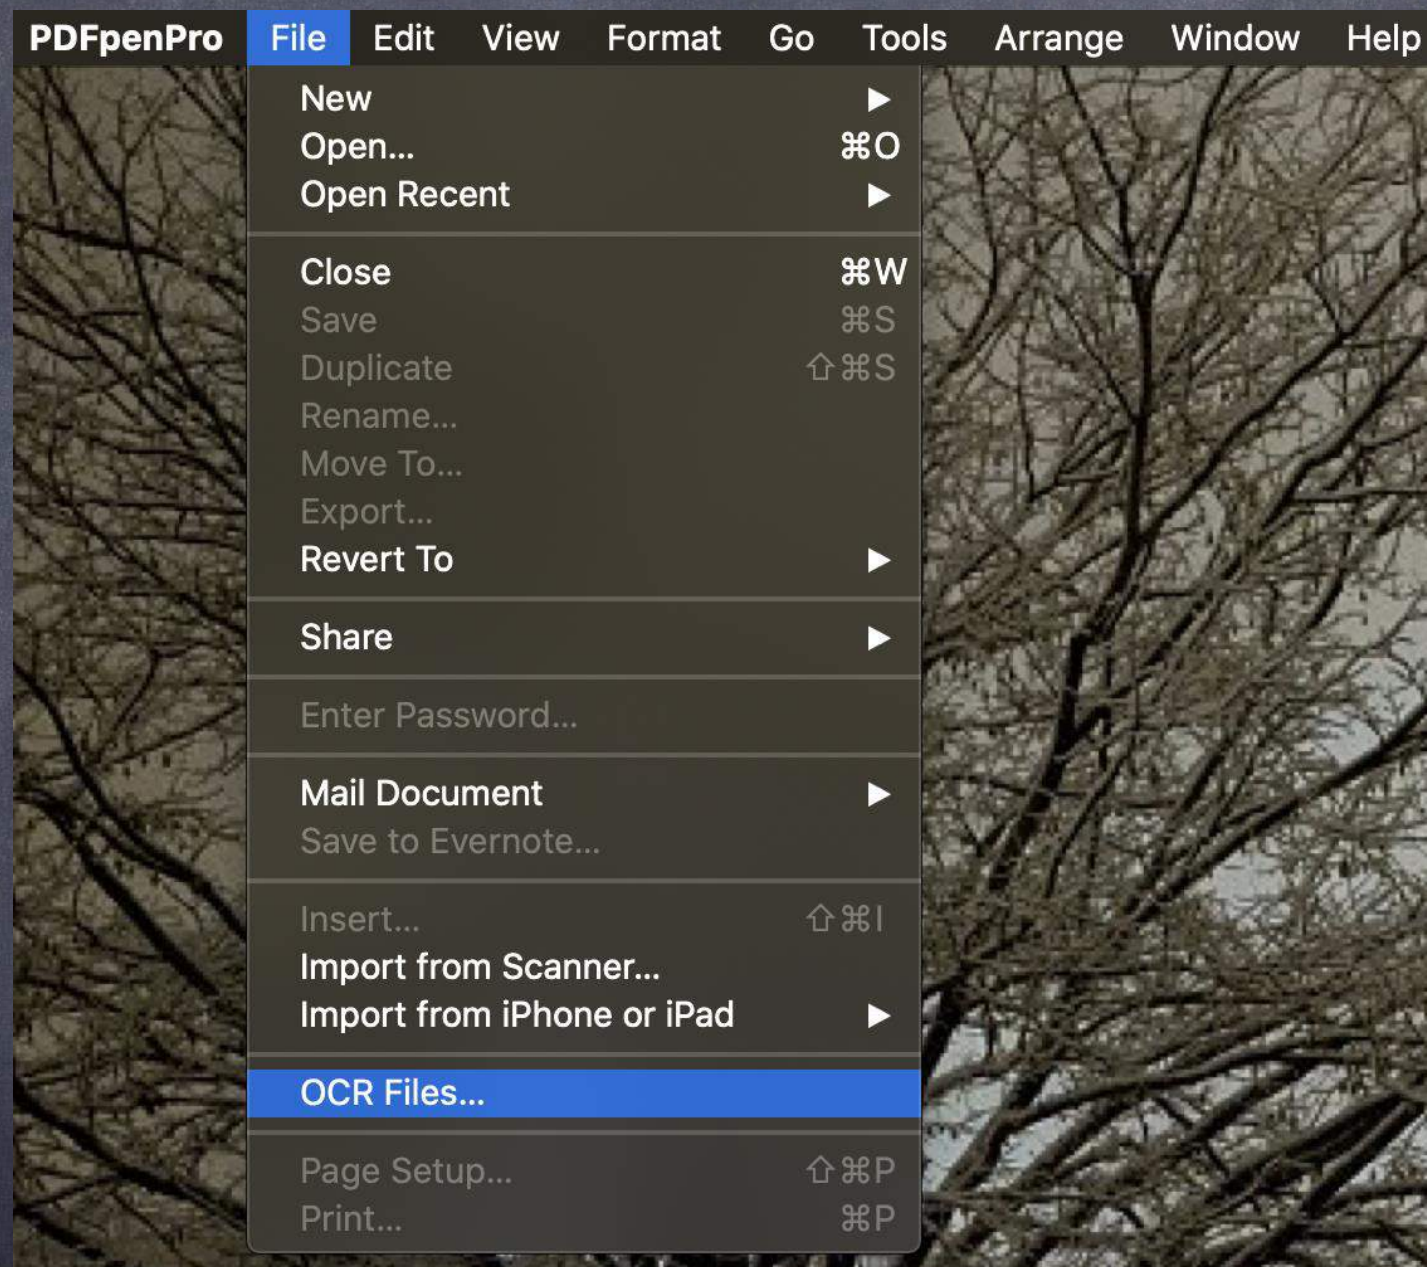 PDFpenPro File Edit View Format Go Tools Arrange Window Help
New ▶
Open... ⌘O
Open Recent ▶
Close ⌘W
Save ⌘S
Duplicate ⇧⌘S
Rename...
Move To...
Export...
Revert To ▶
Share ▶
Enter Password...
Mail Document ▶
Save to Evernote...
Insert... ⇧⌘I
Import from Scanner...
Import from iPhone or iPad ▶
OCR Files...
Page Setup... ⇧⌘P
Print... ⌘P